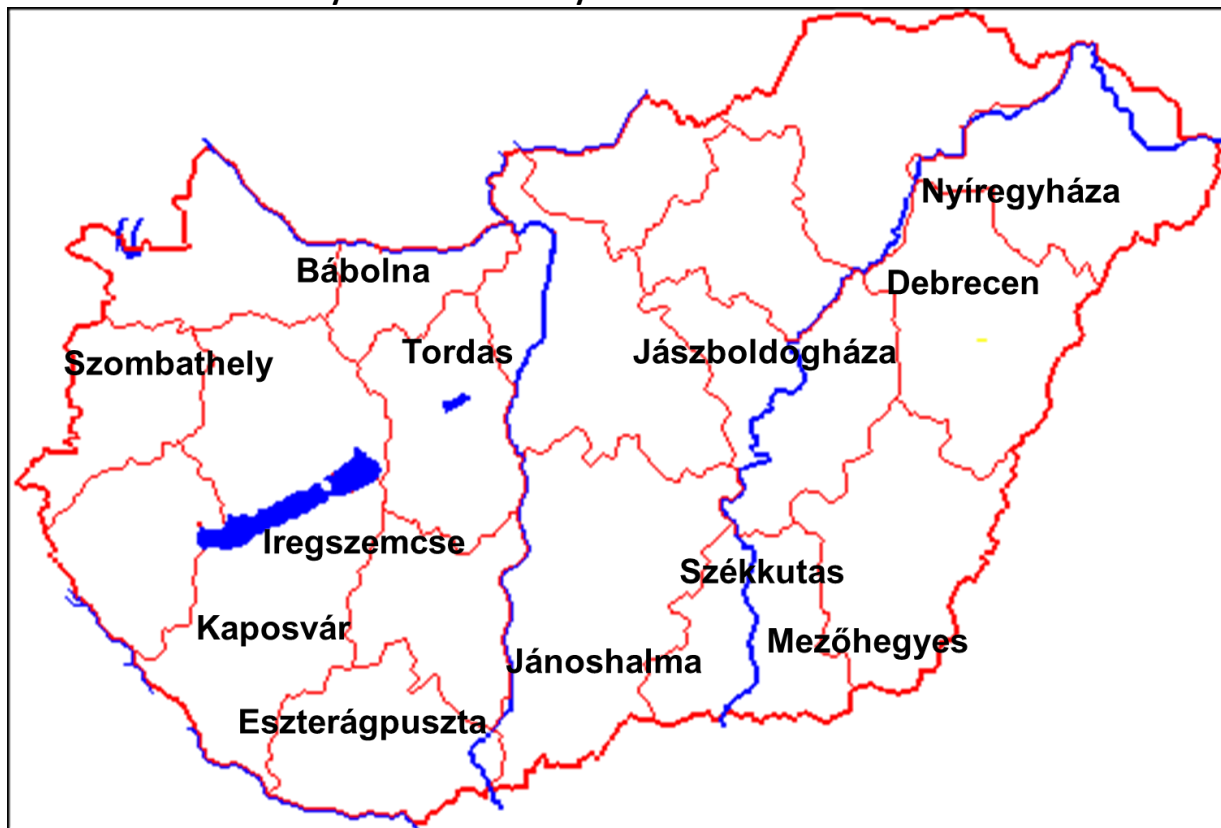 Nyíregyháza
Bábolna
Debrecen
Szombathely
Tordas
Jászboldogháza
Iregszemcse
Székkutas
Kaposvár
Mezőhegyes
Jánoshalma
Eszterágpuszta